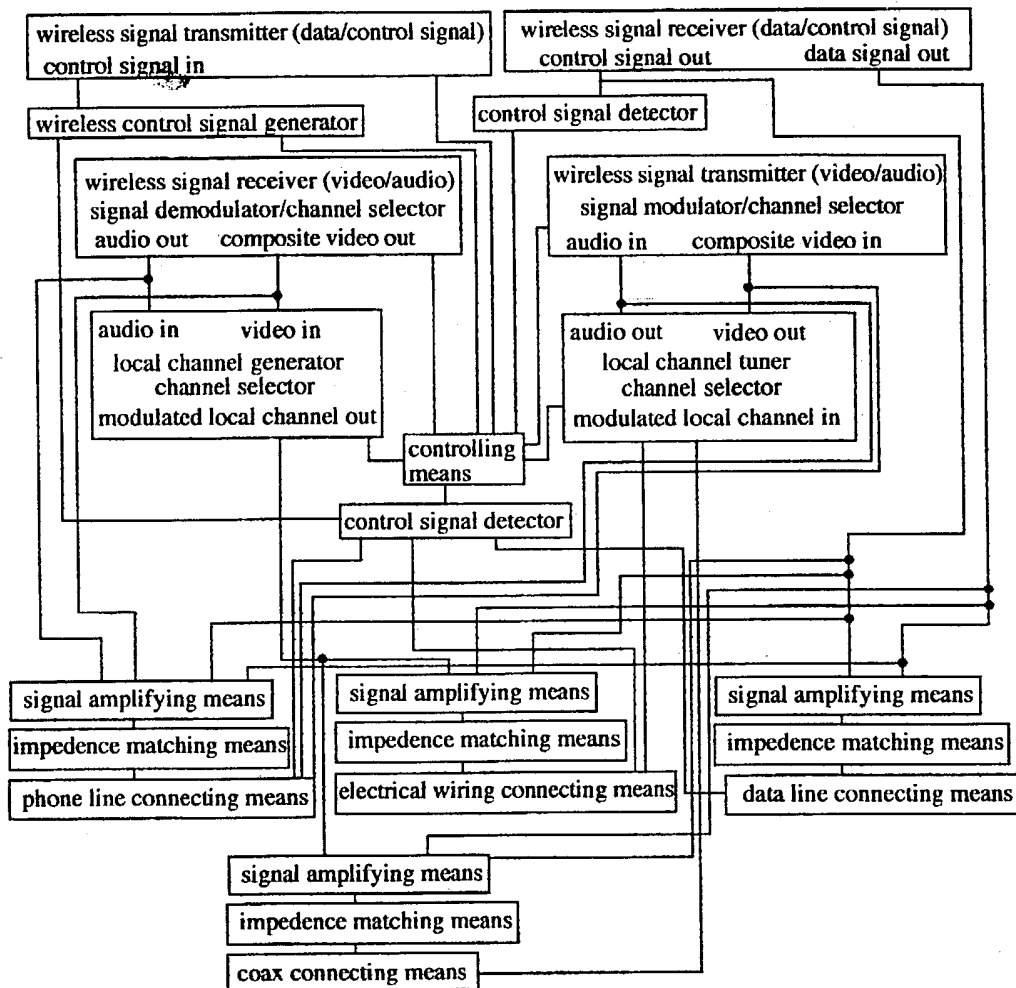 wireless signal transmitter (data/control signal)
control signal in
wireless signal receiver (data/control signal)
control signal out data signal out
wireless control signal generator
control signal detector
wireless signal receiver (video/audio)
signal demodulator/channel selector
audio out composite video out
wireless signal transmitter (video/audio)
signal modulator/channel selector
audio in composite video in
audio in video in
local channel generator
channel selector
modulated local channel out
audio out video out
local channel tuner
channel selector
modulated local channel in
controlling
means
control signal detector
signal amplifying means
impedence matching means
phone line connecting means
signal amplifying means
impedence matching means
electrical wiring connecting means
signal amplifying means
impedence matching means
data line connecting means
signal amplifying means
impedence matching means
coax connecting means